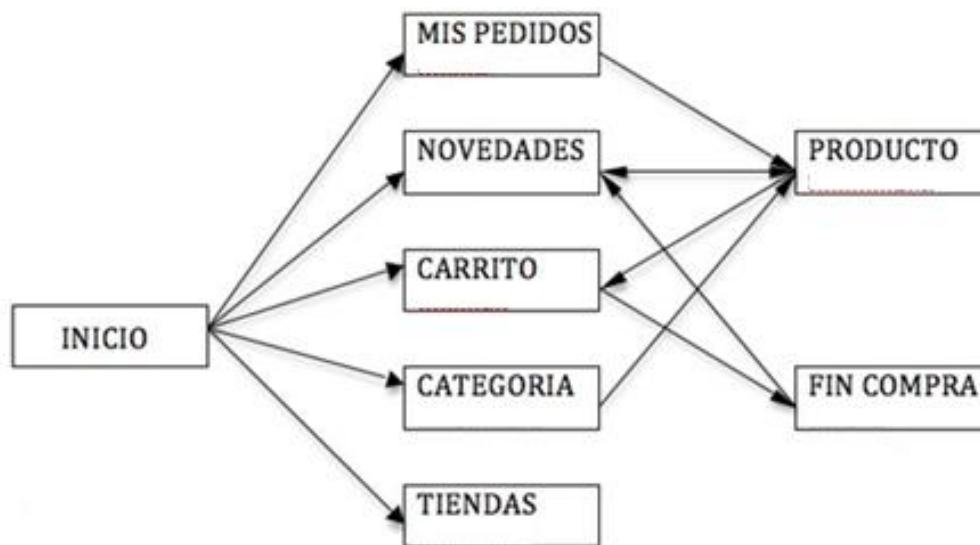 MIS PEDIDOS
NOVEDADES
PRODUCTO
CARRITO
INICIO
CATEGORIA
FIN COMPRA
TIENDAS